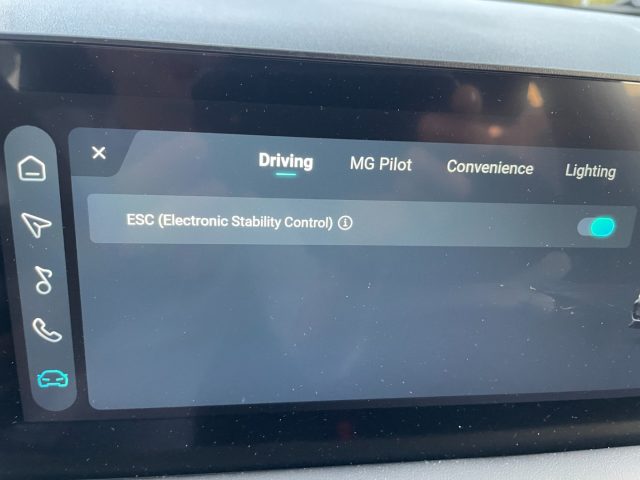 Driving MG Pilot Convenience Lighting
ESC (Electronic Stability Control)